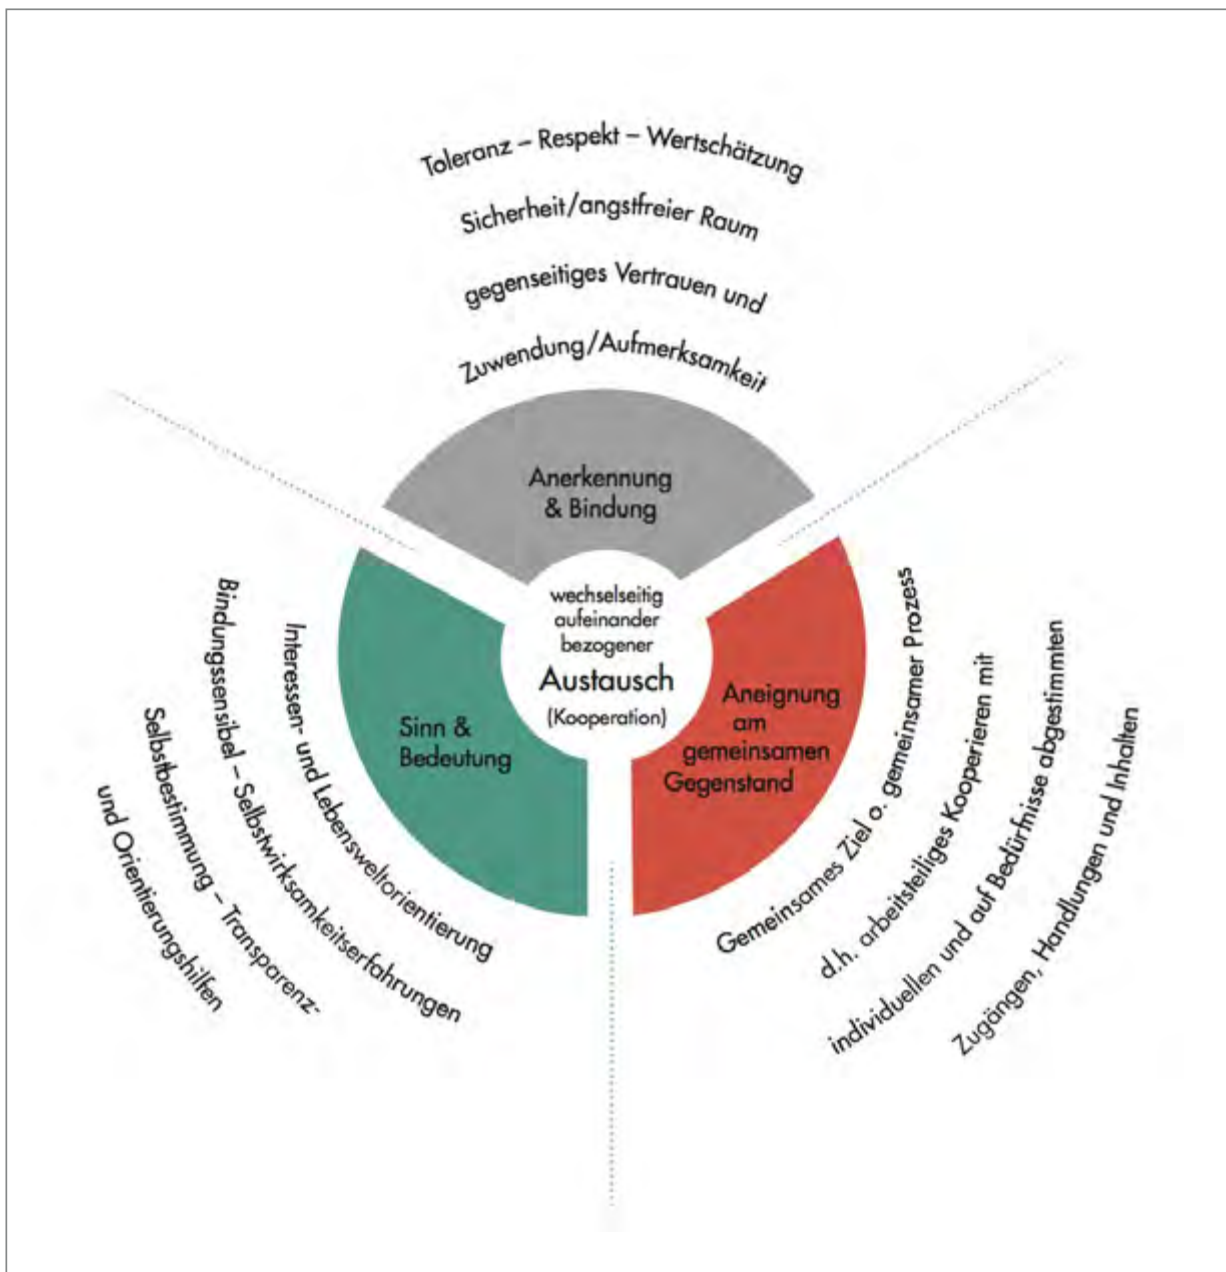 Toleranz – Respekt – Wertschätzung
Sicherheit/angstfreier Raum
gegenseitiges Vertrauen und
Zuwendung/Aufmerksamkeit
Anerkennung
& Bindung
wechselseitig
aufeinander
bezogener
Austausch
(Kooperation)
Sinn &
Bedeutung
Interessen- und Lebensweltorientierung
Bindungssensibel – Selbstwirksamkeitserfahrungen
Selbstbestimmung – Transparenz-
und Orientierungshilfen
Aneignung
am
gemeinsamen
Gegenstand
Gemeinsames Ziel o. gemeinsamer Prozess
d.h. arbeitsteiliges Kooperieren mit
individuellen und auf Bedürfnisse abgestimmten
Zugängen, Handlungen und Inhalten